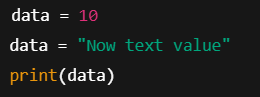 data = 10
data = "Now text value"
print(data)